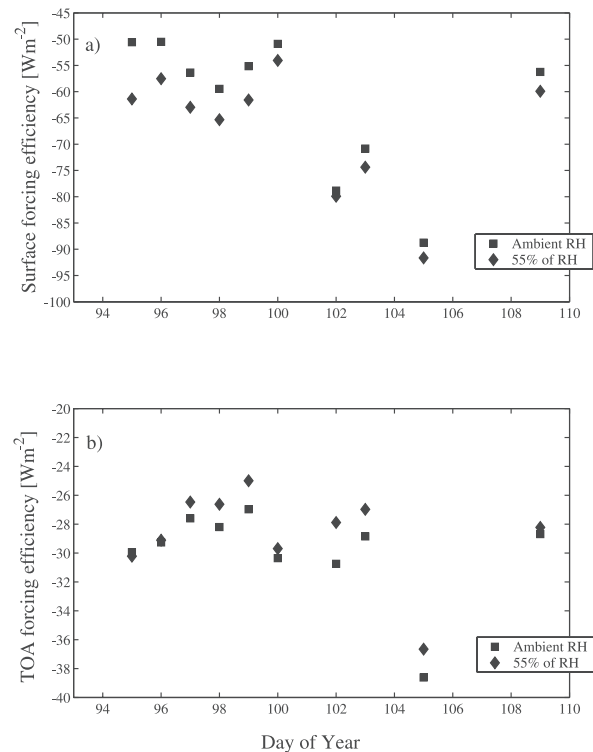 a)
Surface forcing efficiency [Wm-2]
-45
-50
-55
-60
-65
-70
-75
-80
-85
-90
-95
-100
Ambient RH
55% of RH
94 96 98 100 102 104 106 108 110
b)
TOA forcing efficiency [Wm-2]
-20
-22
-24
-26
-28
-30
-32
-34
-36
-38
-40
Ambient RH
55% of RH
94 96 98 100 102 104 106 108 110
Day of Year